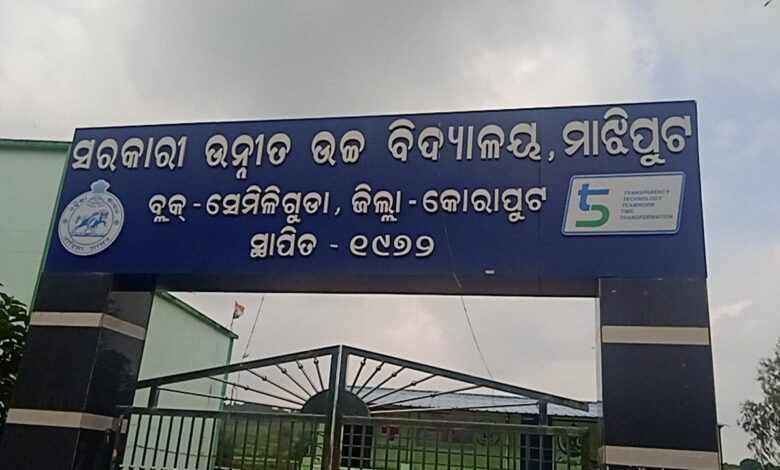 ସରକାରୀ ଉନ୍ନୀତ ଉଚ୍ଚ ବିଦ୍ୟାଳୟ, ମାଝିପୁଟ
ବ୍ଲକ୍ - ସେମିଳିଗୁଡା, ଜିଲ୍ଲା - କୋରାପୁଟ
ସ୍ଥାପିତ - ୧୯୭୨
5T
TRANSPARENCY
TECHNOLOGY
TEAMWORK
TIME
TRANSFORMATION